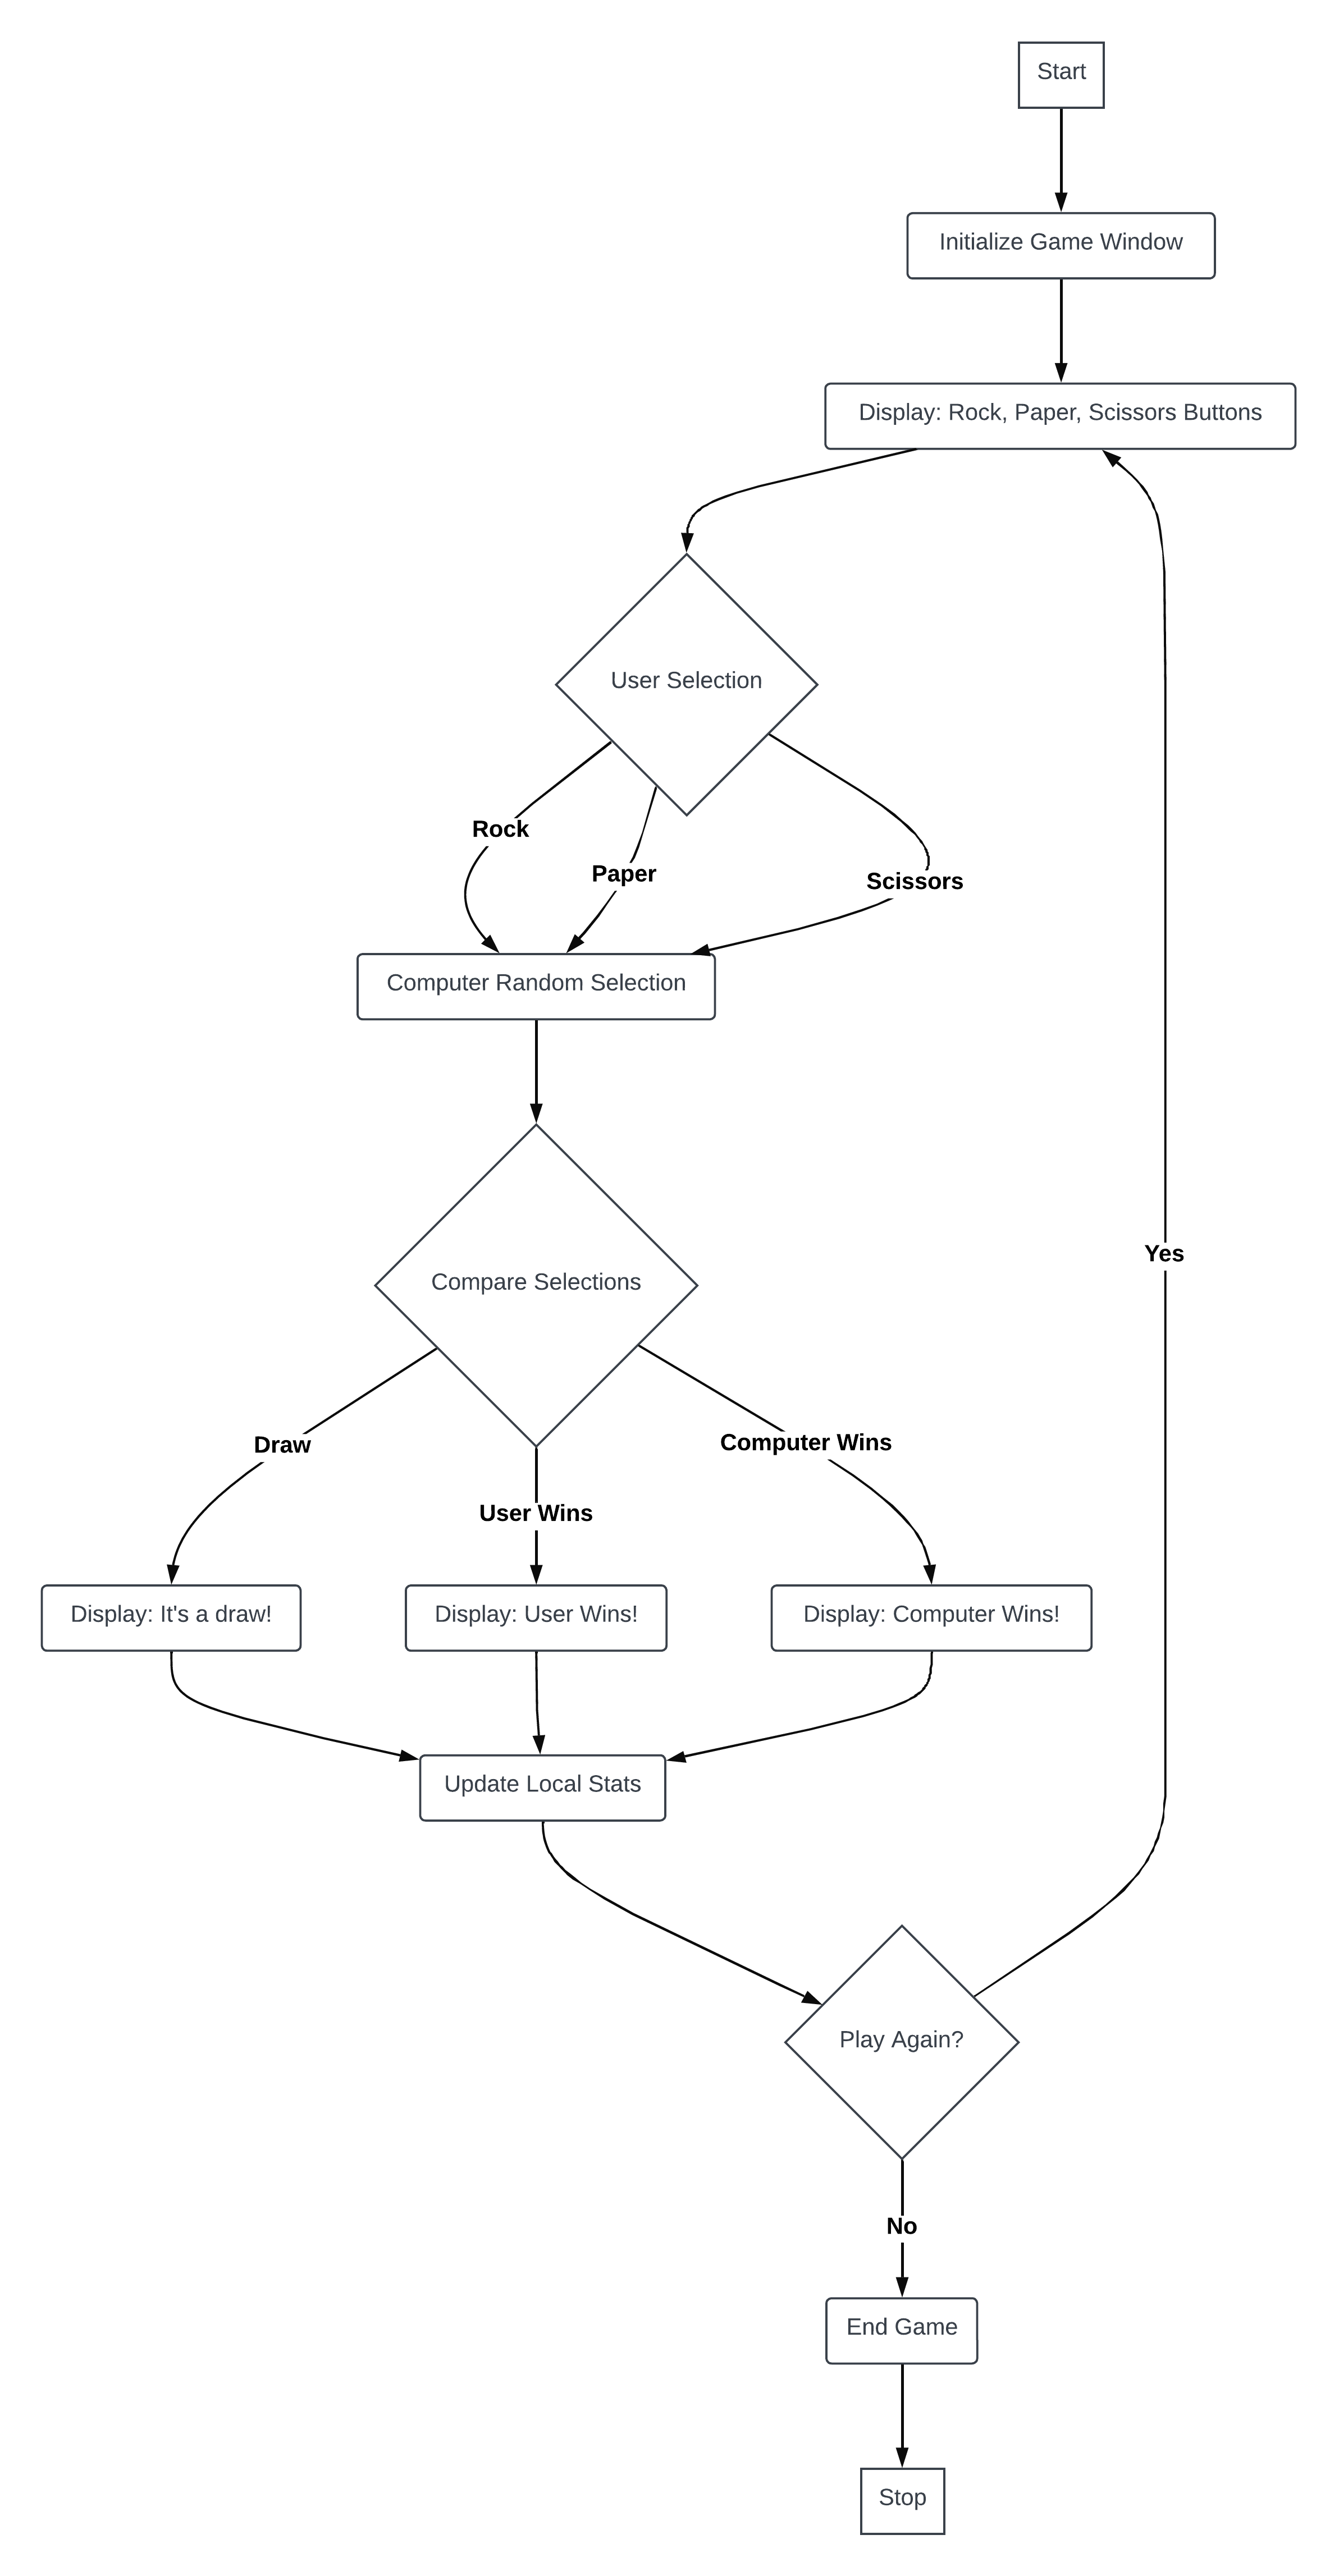 Start
Initialize Game Window
Display: Rock, Paper, Scissors Buttons
User Selection
Rock
Paper
Scissors
Computer Random Selection
Yes
Compare Selections
Draw
Computer Wins
User Wins
Display: It's a draw!
Display: User Wins!
Display: Computer Wins!
Update Local Stats
Play Again?
No
End Game
Stop